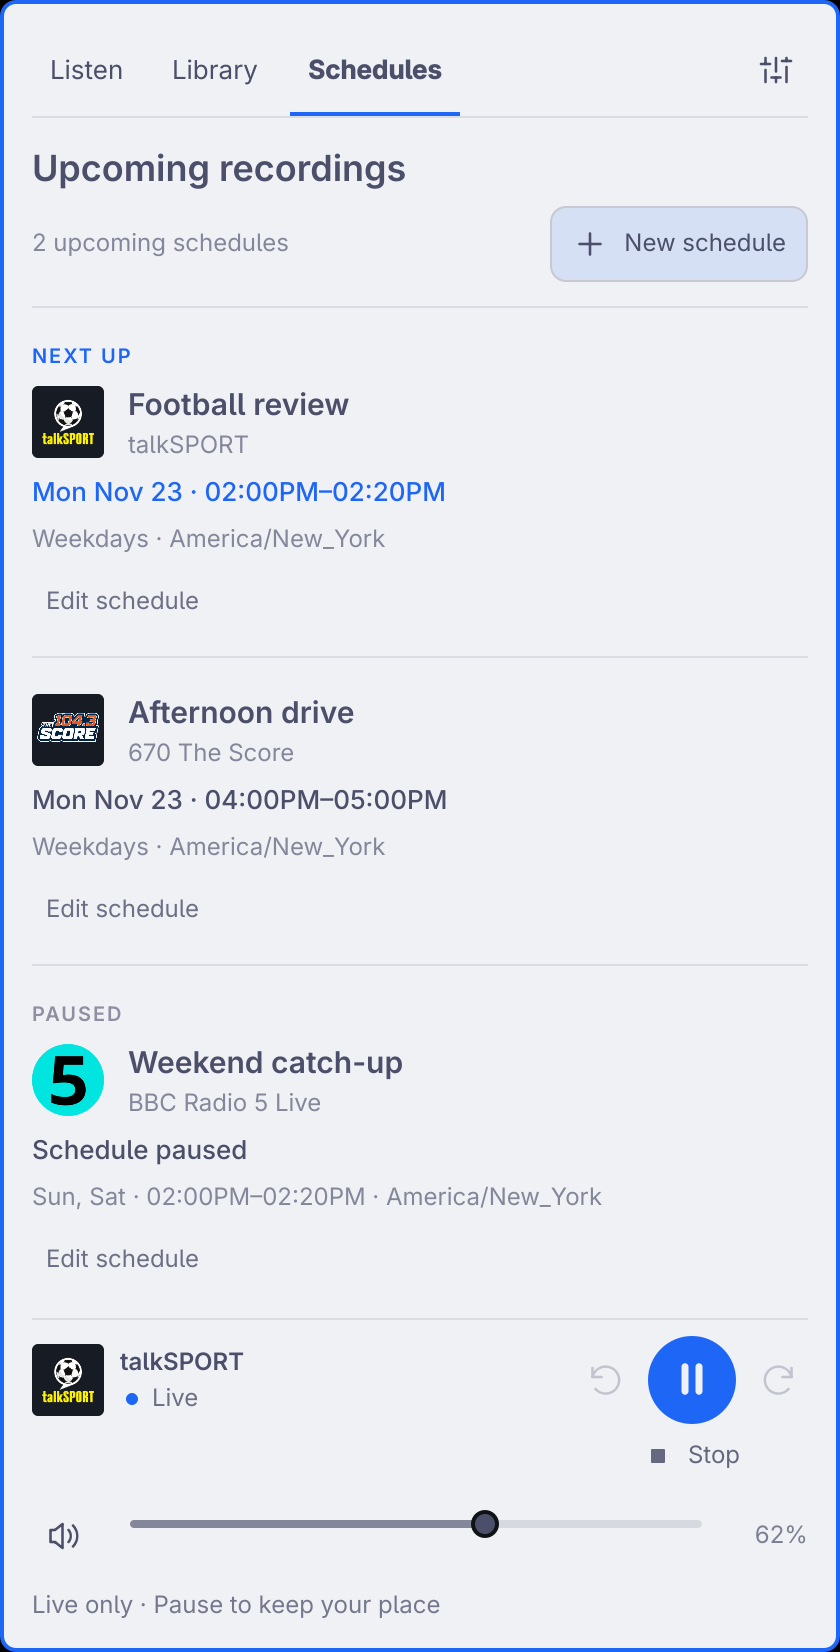 Listen Library Schedules
Upcoming recordings
2 upcoming schedules
New schedule
NEXT UP
talkSPORT
Football review
talkSPORT
Mon Nov 23 · 02:00PM–02:20PM
Weekdays · America/New_York
Edit schedule
104.3
SCORE
Afternoon drive
670 The Score
Mon Nov 23 · 04:00PM–05:00PM
Weekdays · America/New_York
Edit schedule
PAUSED
5
Weekend catch-up
BBC Radio 5 Live
Schedule paused
Sun, Sat · 02:00PM–02:20PM · America/New_York
Edit schedule
talkSPORT
talkSPORT
Live
Stop
62%
Live only · Pause to keep your place